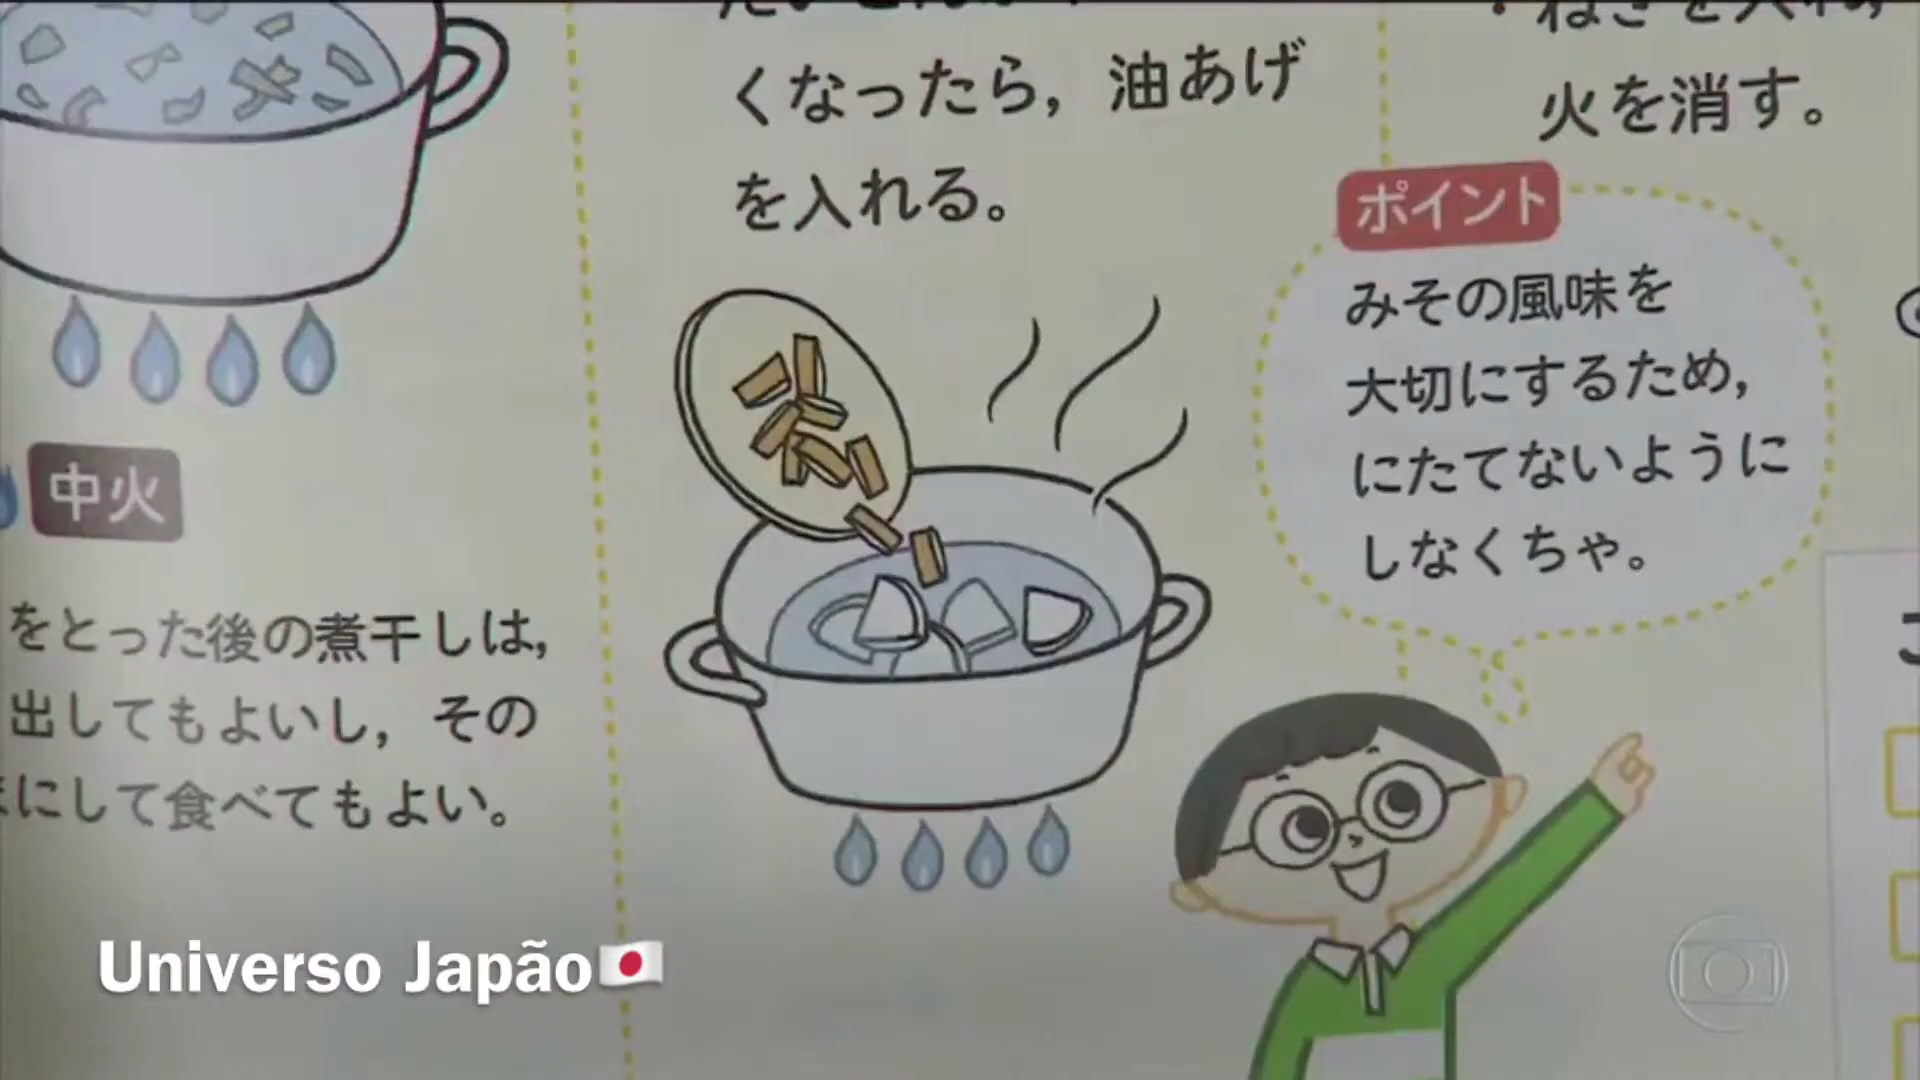 くなったら，油あげ
を入れる。
火を消す。
ポイント
みその風味を
大切にするため，
にたてないように
しなくちゃ。
中火
をとった後の煮干しは，
出してもよいし，その
にして食べてもよい。
Universo Japão🇯🇵